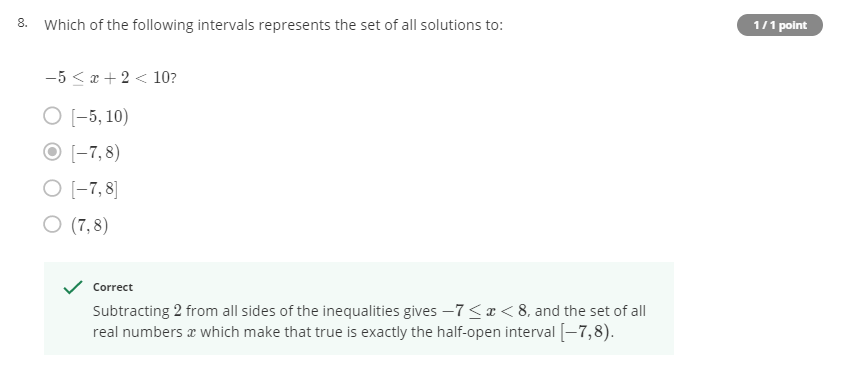 8. Which of the following intervals represents the set of all solutions to:
1 / 1 point
−5 ≤ x + 2 < 10?
[−5, 10)
[−7, 8)
[−7, 8]
(7, 8)
Correct
Subtracting 2 from all sides of the inequalities gives −7 ≤ x < 8, and the set of all
real numbers x which make that true is exactly the half-open interval [−7, 8).